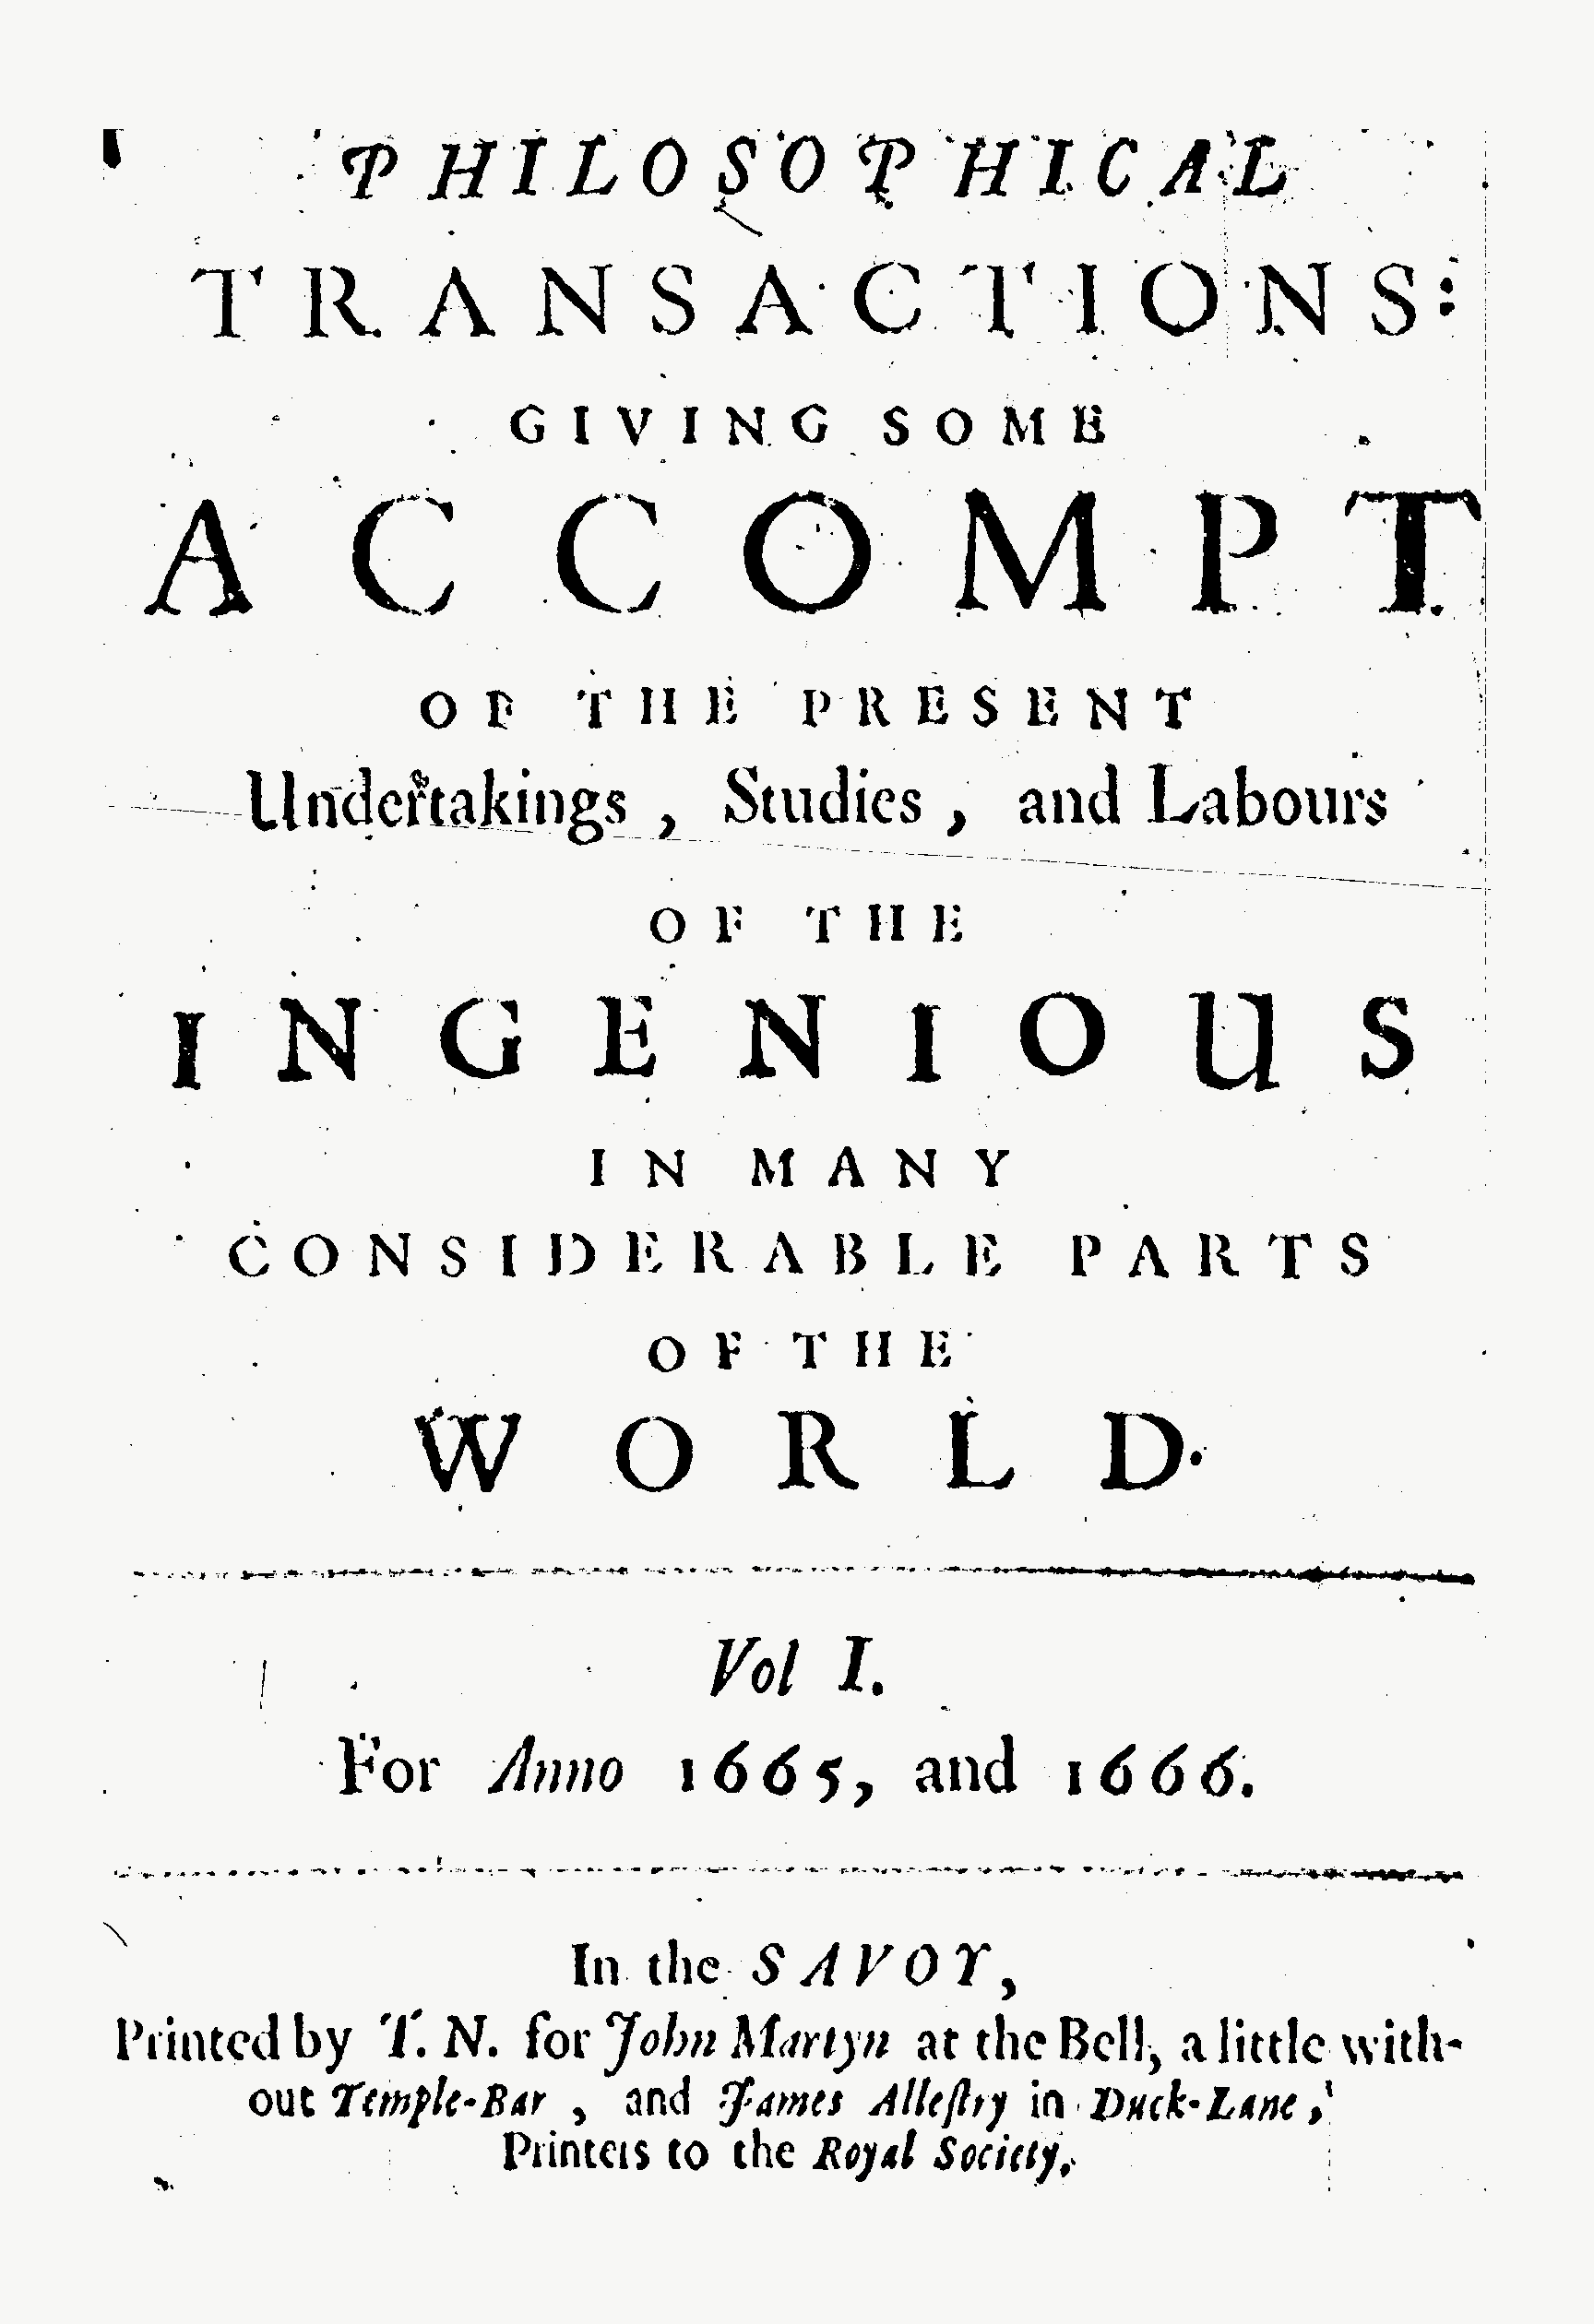 PHILOSOPHICAL
TRANSACTIONS:
GIVING SOME
ACCOMPT
OF THE PRESENT
Undertakings, Studies, and Labours
OF THE
INGENIOUS
IN MANY
CONSIDERABLE PARTS
OF THE
WORLD.
Vol I.
For Anno 1665, and 1666.
In the SAVOY,
Printed by T. N. for John Martyn at the Bell, a little with-
out Temple-Bar, and James Alleſtry in Duck-Lane,
Printers to the Royal Society.